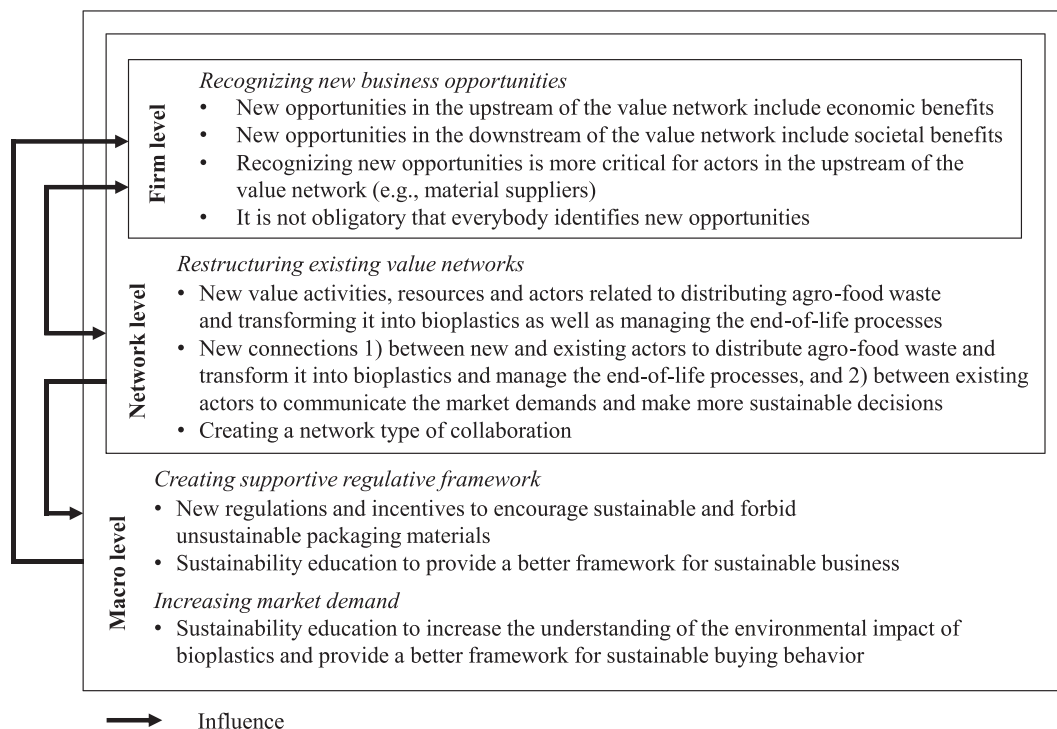 Firm level
Recognizing new business opportunities
• New opportunities in the upstream of the value network include economic benefits
• New opportunities in the downstream of the value network include societal benefits
• Recognizing new opportunities is more critical for actors in the upstream of the
value network (e.g., material suppliers)
• It is not obligatory that everybody identifies new opportunities
Network level
Restructuring existing value networks
• New value activities, resources and actors related to distributing agro-food waste
and transforming it into bioplastics as well as managing the end-of-life processes
• New connections 1) between new and existing actors to distribute agro-food waste and
transform it into bioplastics and manage the end-of-life processes, and 2) between existing
actors to communicate the market demands and make more sustainable decisions
• Creating a network type of collaboration
Macro level
Creating supportive regulative framework
• New regulations and incentives to encourage sustainable and forbid
unsustainable packaging materials
• Sustainability education to provide a better framework for sustainable business
Increasing market demand
• Sustainability education to increase the understanding of the environmental impact of
bioplastics and provide a better framework for sustainable buying behavior
Influence